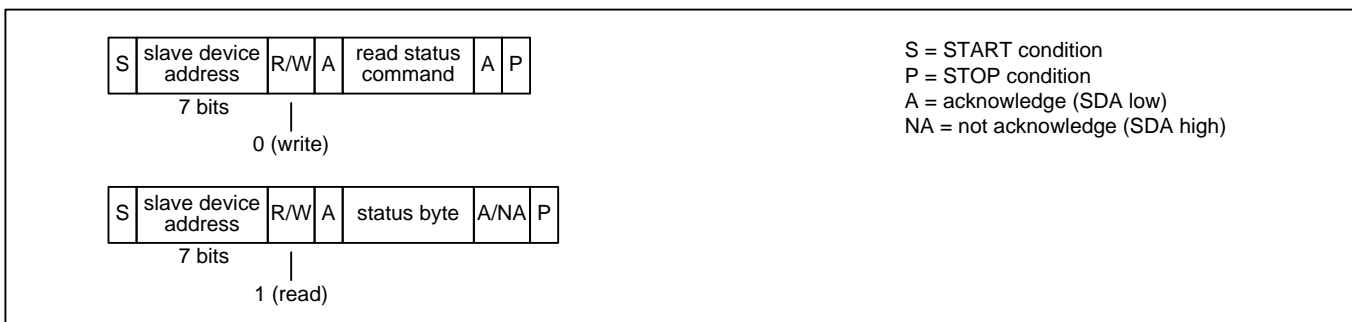 S slave device address R/W A read status command A P
7 bits
0 (write)
S slave device address R/W A status byte A/NA P
7 bits
1 (read)
S = START condition
P = STOP condition
A = acknowledge (SDA low)
NA = not acknowledge (SDA high)